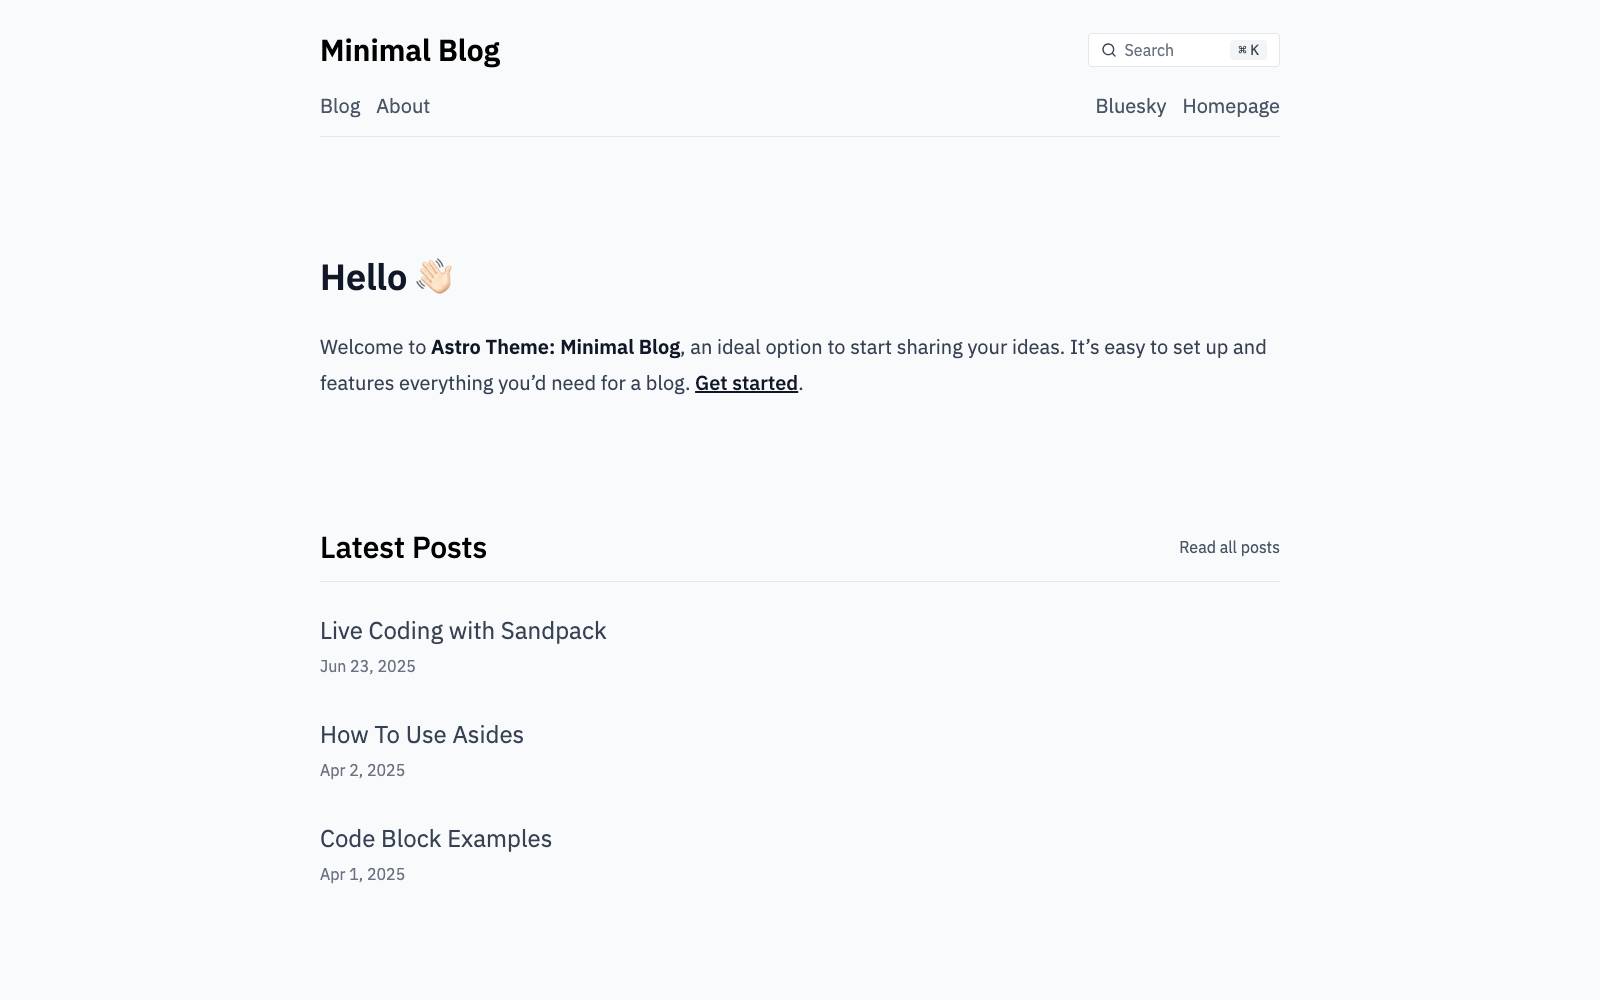 Minimal Blog
Search ⌘ K
Blog About
Bluesky Homepage
Hello 👋🏻
Welcome to Astro Theme: Minimal Blog, an ideal option to start sharing your ideas. It’s easy to set up and
features everything you’d need for a blog. Get started.
Latest Posts
Read all posts
Live Coding with Sandpack
Jun 23, 2025
How To Use Asides
Apr 2, 2025
Code Block Examples
Apr 1, 2025